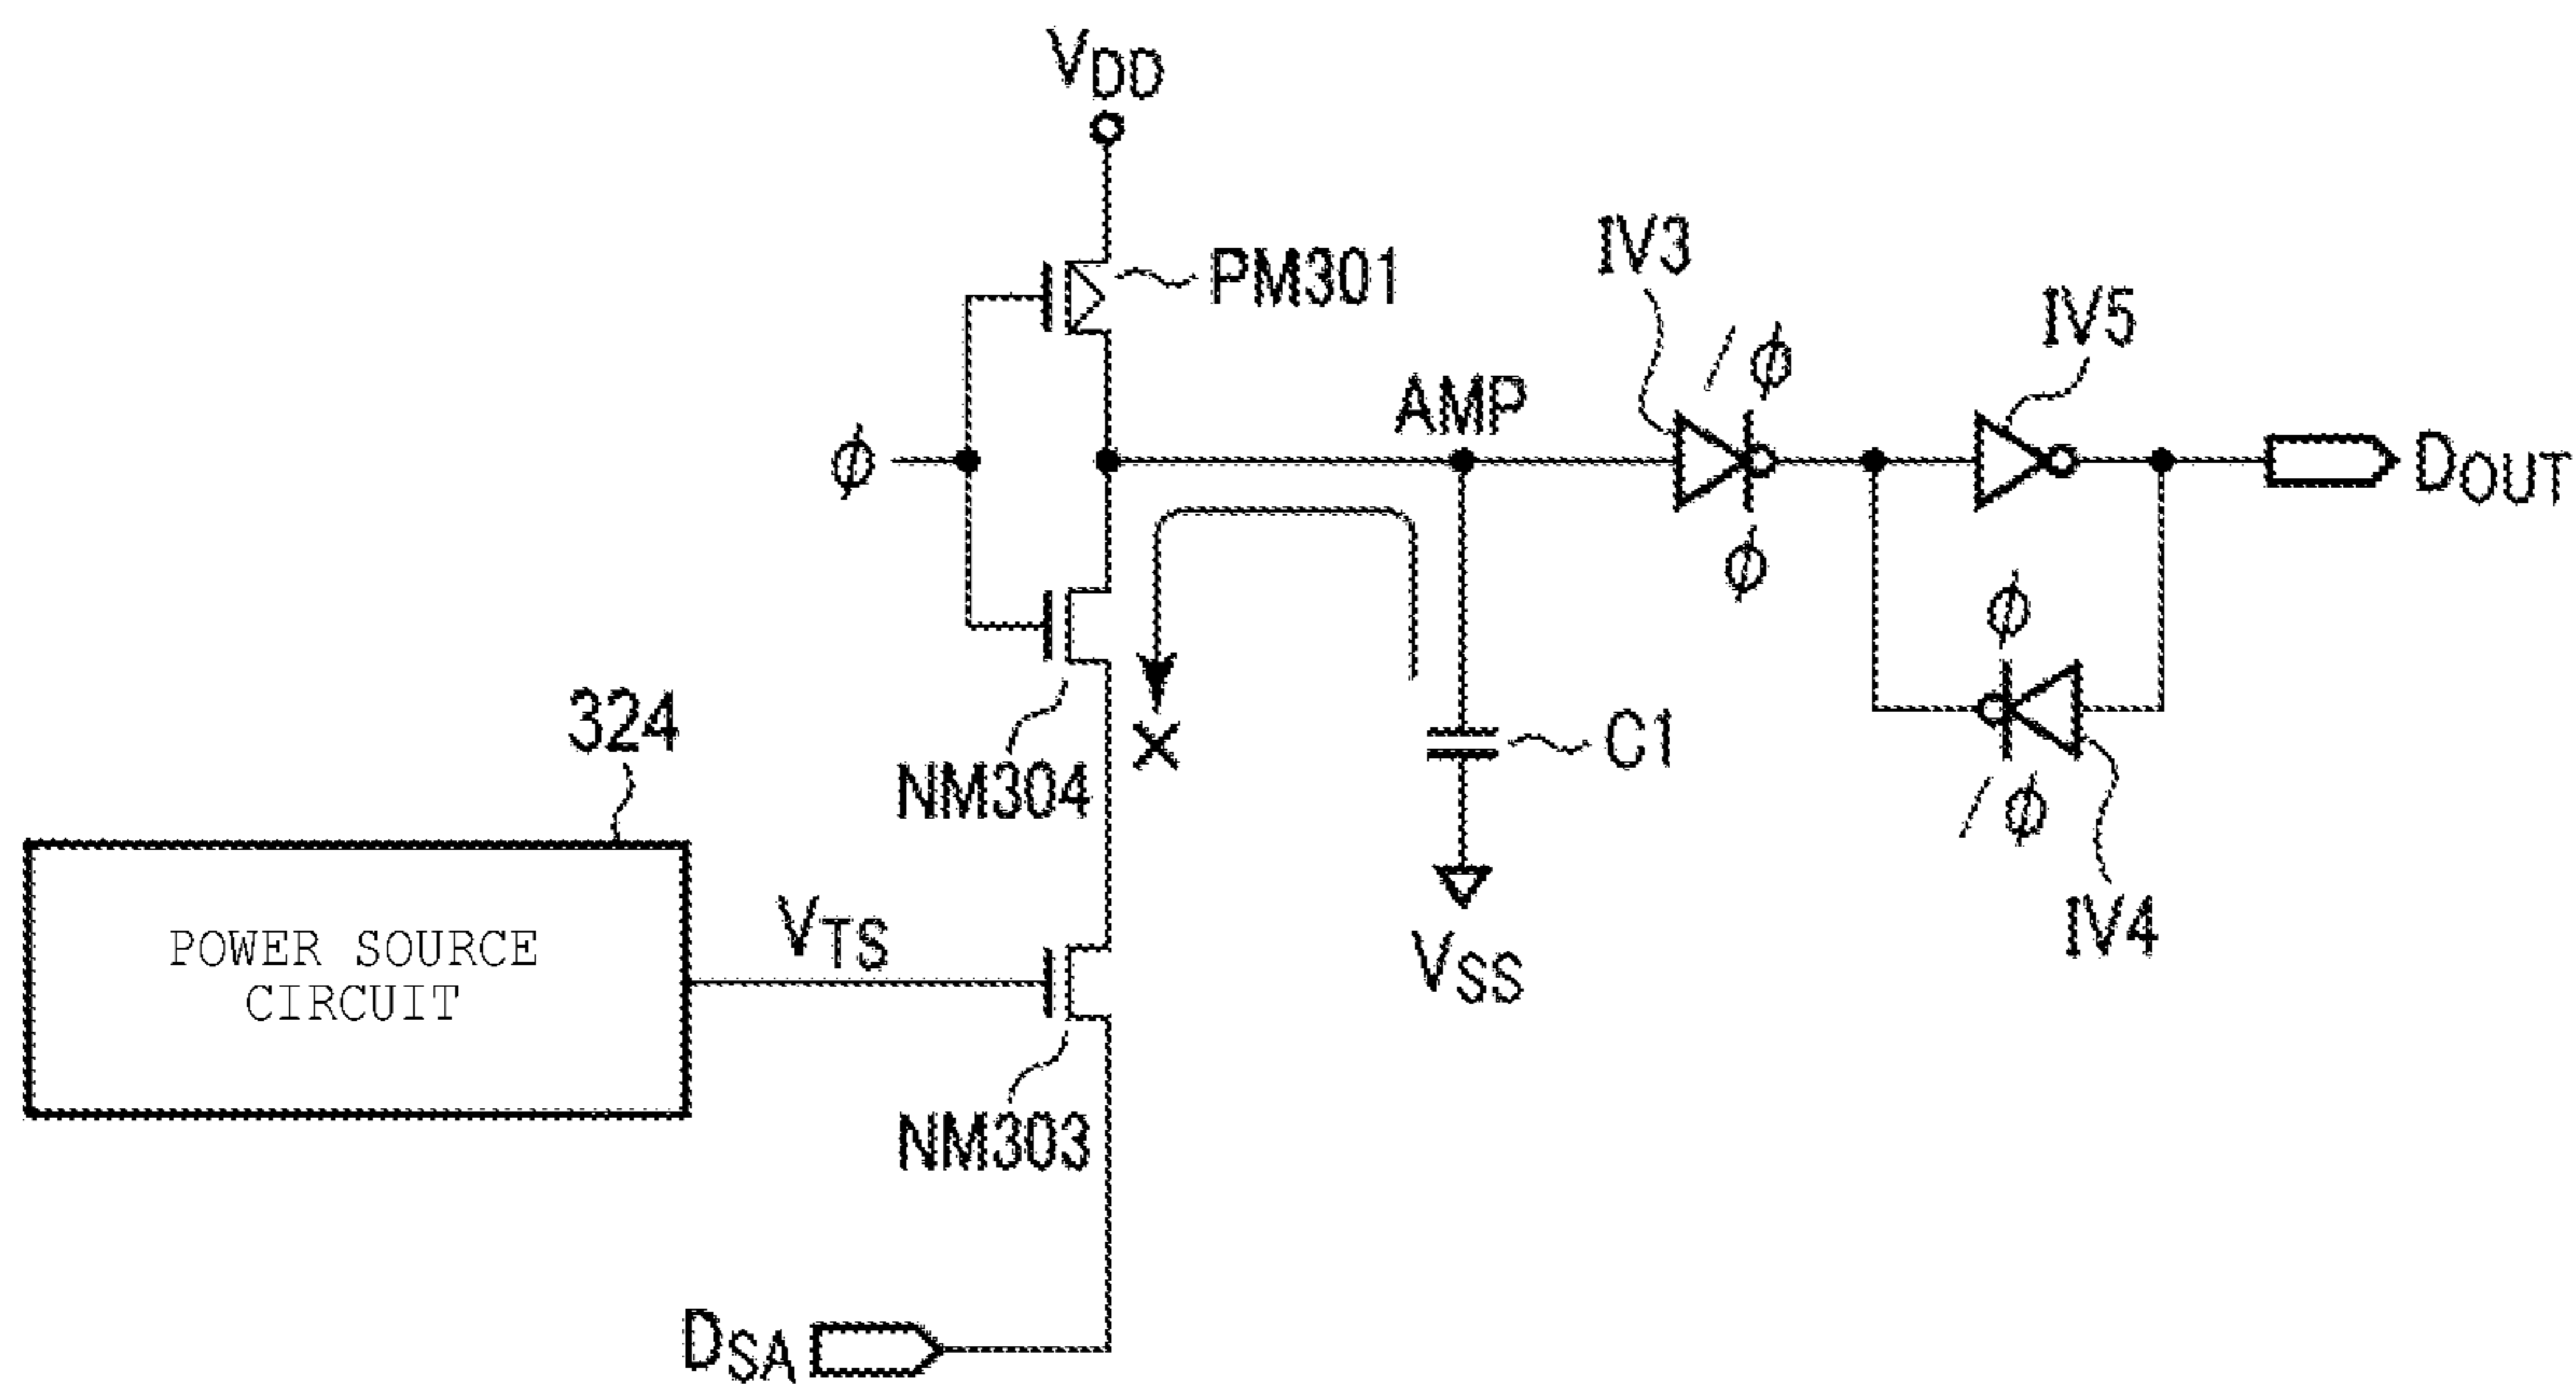 VDD
PM301
IV3
/ϕ
IV5
AMP
ϕ
DOUT
ϕ
ϕ
324
NM304
×
C1
/ϕ
IV4
POWER SOURCE
CIRCUIT
VTS
VSS
NM303
DSA